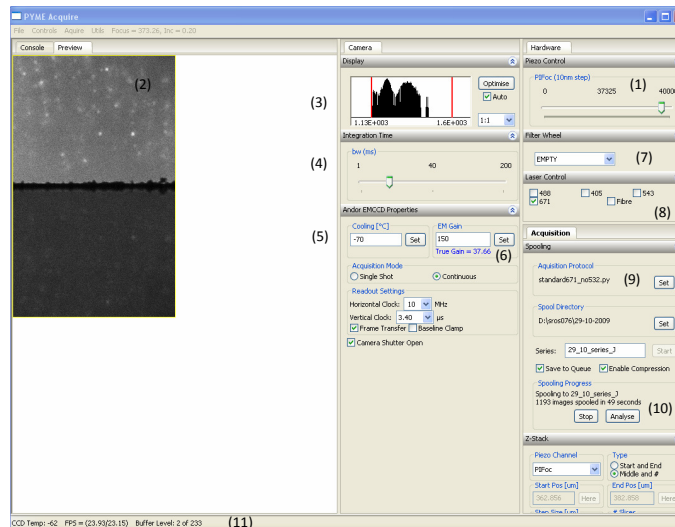 PYME Acquire
File Controls Aquire Utils Focus = 373.26, Inc = 0.20
Console Preview
(2)
Camera
Display
(3)
Optimise
Auto
1:1
1.13E+003 1.6E+003
Integration Time
(4)
bw (ms)
1 40 200
Andor EMCCD Properties
(5)
Cooling [°C]
-70 Set
EM Gain
150 Set
True Gain = 37.66
(6)
Acquisition Mode
Single Shot Continuous
Readout Settings
Horizontal Clock: 10 MHz
Vertical Clock: 3.40 µs
Frame Transfer Baseline Clamp
Camera Shutter Open
Hardware
Piezo Control
PIFoc (10nm step)
(1)
0 37325 40000
Filter Wheel
EMPTY
(7)
Laser Control
488 405 543
671 Fibre
(8)
Acquisition
Spooling
Aquisition Protocol
standard671_no532.py (9) Set
Spool Directory
D:\sros076\29-10-2009 Set
Series: 29_10_series_J Start
Save to Queue Enable Compression
Spooling Progress
Spooling to 29_10_series_J
1193 images spooled in 49 seconds
Stop Analyse
(10)
Z-Stack
Piezo Channel
PIFoc
Type
Start and End
Middle and #
Start Pos [um]
362.856 Here
End Pos [um]
382.858 Here
Step Size [um] # Slices
CCD Temp: -62 FPS = (23.93/23.15) Buffer Level: 2 of 233
(11)